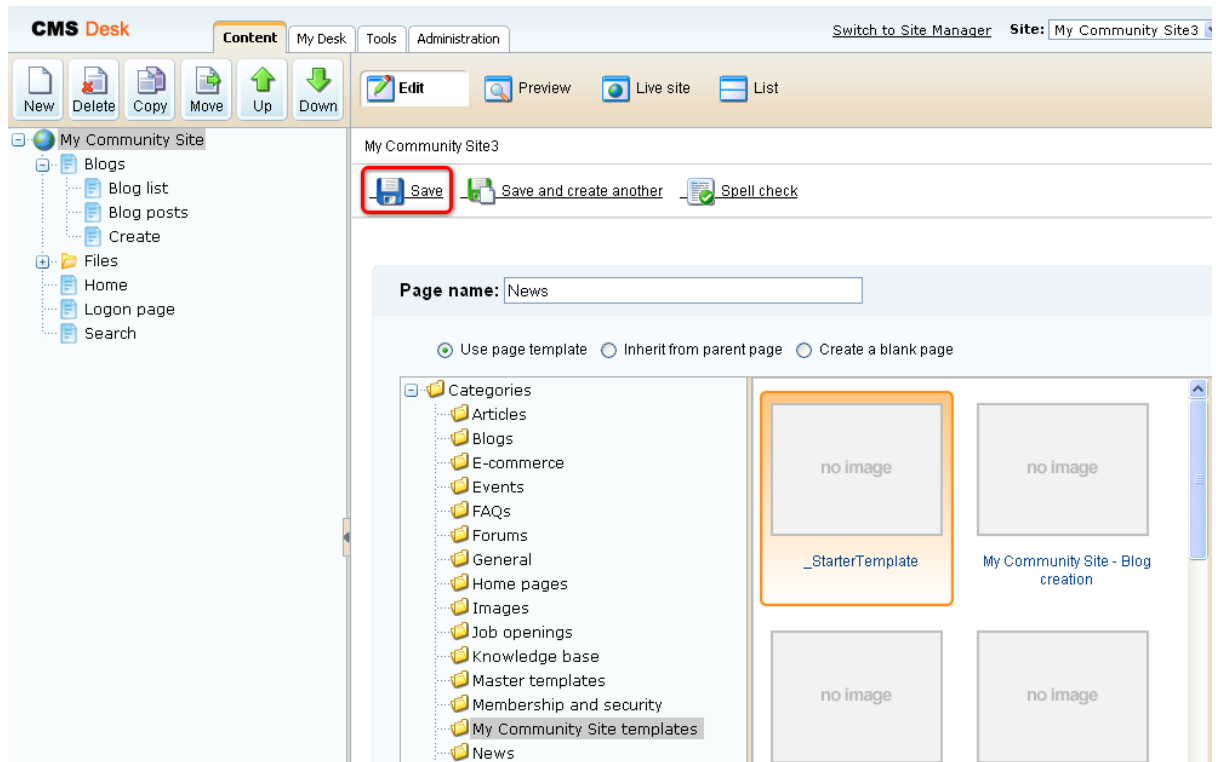 CMS Desk
Content
My Desk
Tools
Administration
Switch to Site Manager
Site: My Community Site3
New
Delete
Copy
Move
Up
Down
Edit
Preview
Live site
List
My Community Site
Blogs
Blog list
Blog posts
Create
Files
Home
Logon page
Search
My Community Site3
Save
Save and create another
Spell check
Page name: News
Use page template
Inherit from parent page
Create a blank page
Categories
Articles
Blogs
E-commerce
Events
FAQs
Forums
General
Home pages
Images
Job openings
Knowledge base
Master templates
Membership and security
My Community Site templates
News
no image
no image
_StarterTemplate
My Community Site - Blog
creation
no image
no image